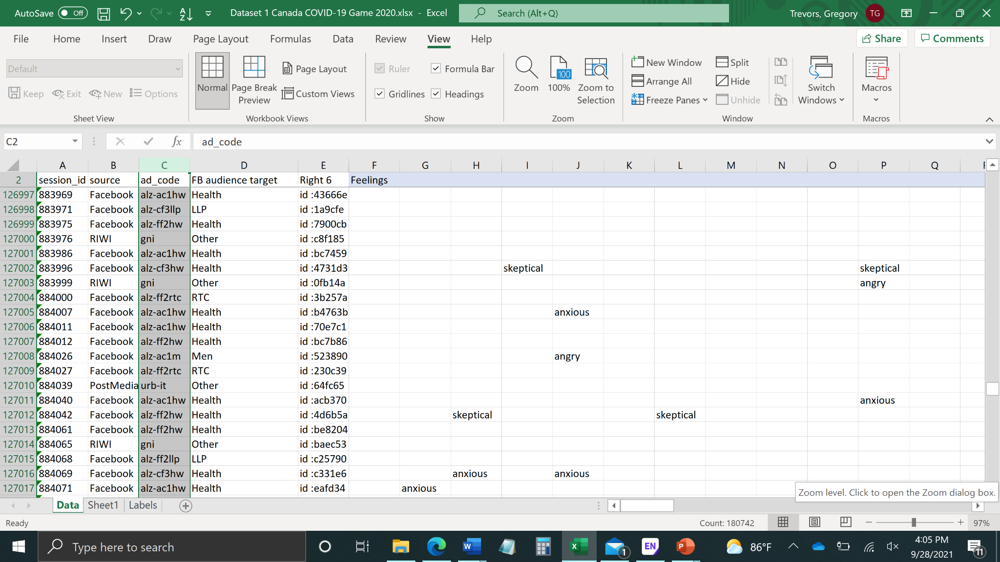 AutoSave Off Dataset 1 Canada COVID-19 Game 2020.xlsx - Excel Search (Alt+Q) Trevors, Gregory TG
File Home Insert Draw Page Layout Formulas Data Review View Help Share Comments
Default
Keep Exit New Options
Sheet View
Normal
Page Break Preview
Page Layout
Custom Views
Workbook Views
Ruler Formula Bar
Gridlines Headings
Show
Zoom
100
100%
Zoom to Selection
Zoom
New Window
Arrange All
Freeze Panes
Split
Hide
Unhide
Switch Windows
Window
Macros
Macros
C2 fx ad_code
A B C D E F G H I J K L M N O P Q
2 session_id source ad_code FB audience target Right 6 Feelings
126997 883969 Facebook alz-ac1hw Health id :43666e
126998 883971 Facebook alz-cf3llp LLP id :1a9cfe
126999 883975 Facebook alz-ff2hw Health id :7900cb
127000 883976 RIWI gni Other id :c8f185
127001 883986 Facebook alz-ac1hw Health id :bc7459
127002 883996 Facebook alz-cf3hw Health id :4731d3 skeptical skeptical
127003 883999 RIWI gni Other id :0fb14a angry
127004 884000 Facebook alz-ff2rtc RTC id :3b257a
127005 884007 Facebook alz-ac1hw Health id :b4763b anxious
127006 884011 Facebook alz-ac1hw Health id :70e7c1
127007 884012 Facebook alz-ff2hw Health id :bc7b86
127008 884026 Facebook alz-ac1m Men id :523890 angry
127009 884027 Facebook alz-ff2rtc RTC id :230c39
127010 884039 PostMedia urb-it Other id :64fc65
127011 884040 Facebook alz-ac1hw Health id :acb370 anxious
127012 884042 Facebook alz-ff2hw Health id :4d6b5a skeptical skeptical
127013 884061 Facebook alz-ff2hw Health id :be8204
127014 884065 RIWI gni Other id :baec53
127015 884068 Facebook alz-ff2llp LLP id :c25790
127016 884069 Facebook alz-cf3hw Health id :c331e6 anxious anxious
127017 884071 Facebook alz-ac1hw Health id :eafd34 anxious
Zoom level. Click to open the Zoom dialog box.
Data Sheet1 Labels
Ready Count: 180742 97%
Type here to search W X 1 EN P 86°F 4:05 PM
9/28/2021 11